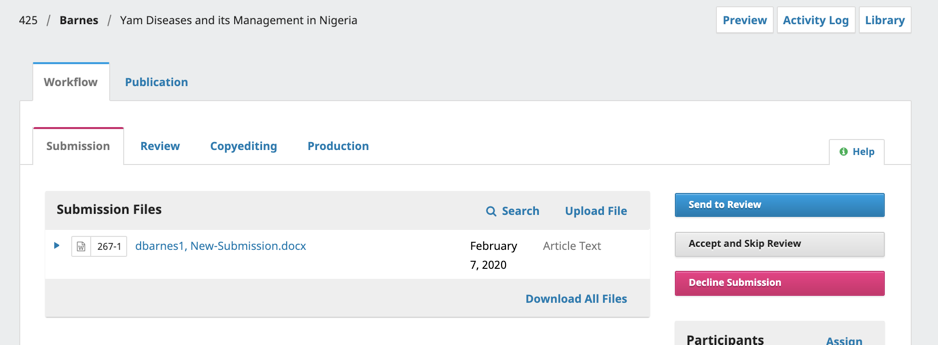 425 / Barnes / Yam Diseases and its Management in Nigeria
Preview
Activity Log
Library
Workflow
Publication
Submission
Review
Copyediting
Production
Help
Submission Files
Search
Upload File
267-1
dbarnes1, New-Submission.docx
February
7, 2020
Article Text
Download All Files
Send to Review
Accept and Skip Review
Decline Submission
Participants
Assign